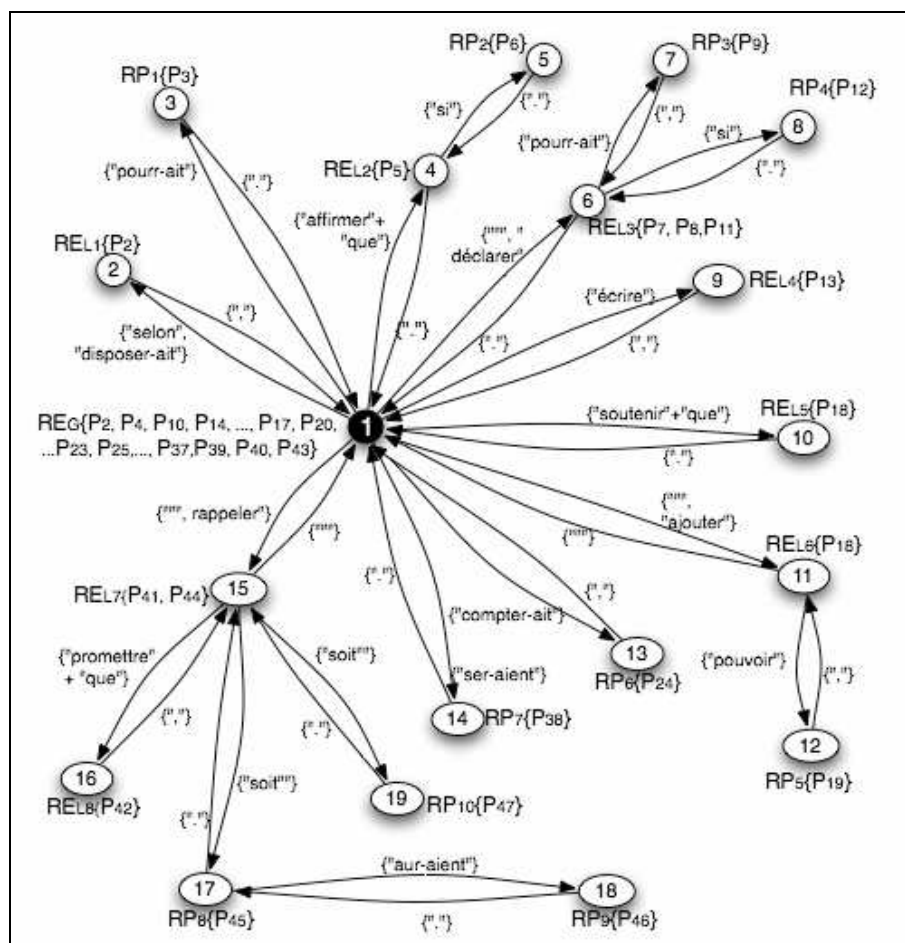 RP2{P6}
5
RP3{P9}
7
RP1{P3}
3
RP4{P12}
8
{"si"}
{"."}
{","}
{"si"}
{"pourr-ait"}
{"pourr-ait"}
{"."}
REL2{P5}
4
{"."}
6
REL3{P7, P8,P11}
{"affirmer"+
"que"}
{""", "
déclarer"
REL1{P2}
2
{"écrire"}
9
REL4{P13}
{","}
{"selon",
"disposer-ait"}
{"."}
{"."}
{","}
REG{P2, P4, P10, P14, ..., P17, P20,
...P23, P25,..., P37,P39, P40, P43}
1
{"soutenir"+"que"}
REL5{P18}
10
{"."}
{""", rappeler}
{"""}
{""",
"ajouter"}
{"""}
REL6{P18}
11
{"."}
{","}
15
REL7{P41, P44}
{"compter-ait"}
13
RP6{P24}
{"pouvoir"}
{","}
{"promettre"
+ "que"}
{"soit""}
{"ser-aient"}
14
RP7{P38}
{","}
{"."}
12
RP5{P19}
16
REL8{P42}
{"soit""}
19
RP10{P47}
{"."}
{"aur-aient"}
17
RP8{P45}
18
RP9{P46}
{"."}